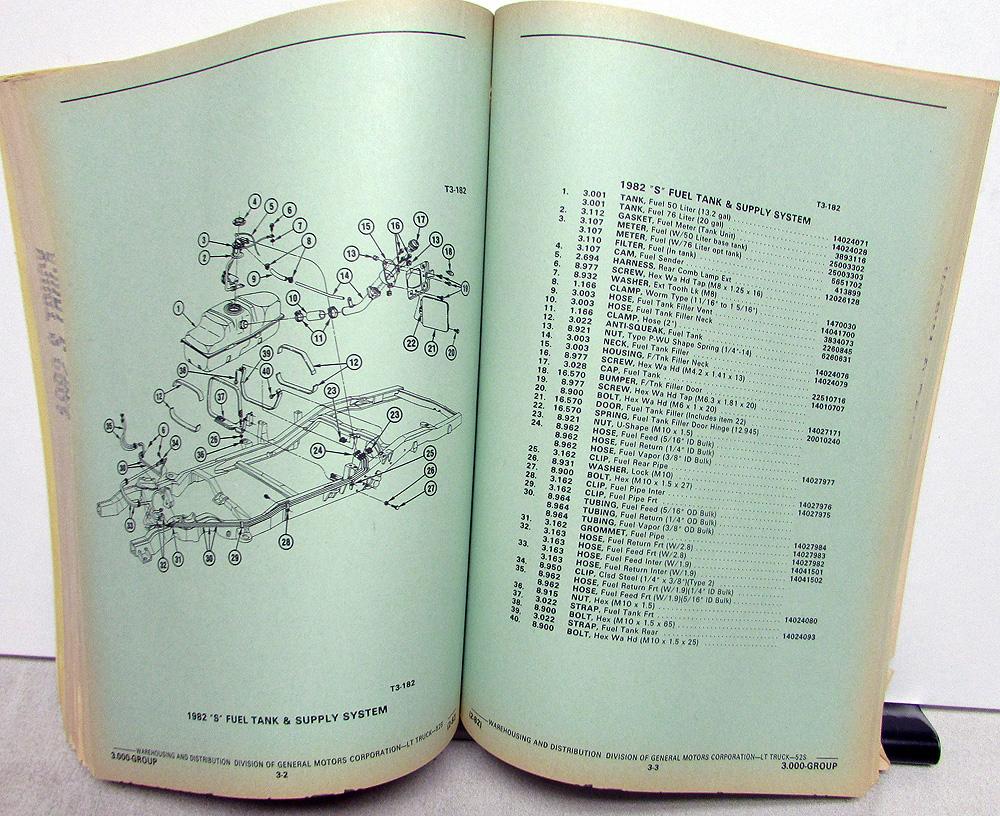 T3-182
1982 "S" FUEL TANK & SUPPLY SYSTEM
T3-182
WAREHOUSING AND DISTRIBUTION DIVISION OF GENERAL MOTORS CORPORATION—LT TRUCK—52S
3.000-GROUP
3-2
1982 "S" FUEL TANK & SUPPLY SYSTEM
T3-182
1. 3.001 TANK, Fuel 50 Liter (13.2 gal)
3.001 TANK, Fuel 76 Liter (20 gal) 14024071
2. 3.112 GASKET, Fuel Meter (Tank Unit) 14024028
3. 3.107 METER, Fuel (W/50 Liter base tank) 3893116
3.107 METER, Fuel (W/76 Liter opt tank) 25003302
3.110 FILTER, Fuel (In tank) 25003303
4. 3.107 CAM, Fuel Sender 5651702
5. 2.694 HARNESS, Rear Comb Lamp Ext 413899
6. 8.977 SCREW, Hex Wa Hd Tap (M8 x 1.25 x 16) 12026128
7. 8.932 WASHER, Ext Tooth Lk (M8)
8. 1.166 CLAMP, Worm Type (11/16" to 1 5/16")
9. 3.003 HOSE, Fuel Tank Filler Vent 1470030
10. 3.003 HOSE, Fuel Tank Filler Neck 14041700
11. 1.166 CLAMP, Hose (2") 3834073
12. 3.022 ANTI-SQUEAK, Fuel Tank 2280845
13. 8.921 NUT, Type P-WU Shape Spring (1/4"-14) 6260631
14. 3.003 NECK, Fuel Tank Filler
15. 3.003 HOUSING, F/Tnk Filler Neck 14024076
16. 8.977 SCREW, Hex Wa Hd (M4.2 x 1.41 x 13) 14024079
17. 3.028 CAP, Fuel Tank
18. 16.570 BUMPER, F/Tnk Filler Door 22510716
19. 8.977 SCREW, Hex Wa Hd Tap (M6.3 x 1.81 x 20) 14010707
20. 8.900 BOLT, Hex Wa Hd (M6 x 1 x 20)
21. 16.570 DOOR, Fuel Tank Filler (Includes item 22)
22. 16.570 SPRING, Fuel Tank Filler Door Hinge (12.945) 14027171
23. 8.921 NUT, U-Shape (M10 x 1.5) 20010240
24. 8.962 HOSE, Fuel Feed (5/16" ID Bulk)
8.962 HOSE, Fuel Return (1/4" ID Bulk)
8.962 HOSE, Fuel Vapor (3/8" ID Bulk)
25. 3.162 CLIP, Fuel Rear Pipe
26. 8.931 WASHER, Lock (M10) 14027977
27. 8.900 BOLT, Hex (M10 x 1.5 x 27)
28. 3.162 CLIP, Fuel Pipe Inter
29. 3.162 CLIP, Fuel Pipe Frt 14027976
30. 8.964 TUBING, Fuel Feed (5/16" OD Bulk) 14027975
8.964 TUBING, Fuel Return (1/4" OD Bulk)
8.964 TUBING, Fuel Vapor (3/8" OD Bulk)
31. 3.162 GROMMET, Fuel Pipe
32. 3.163 HOSE, Fuel Return Frt (W/2.8) 14027984
3.163 HOSE, Fuel Feed Frt (W/2.8) 14027983
33. 3.163 HOSE, Fuel Feed Inter (W/1.9) 14027982
3.163 HOSE, Fuel Return Inter (W/1.9) 14041501
34. 8.950 CLIP, Clsd Steel (1/4" x 3/8")(Type 2) 14041502
35. 8.962 HOSE, Fuel Return Frt (W/1.9)(1/4" ID Bulk)
8.962 HOSE, Fuel Feed Frt (W/1.9)(5/16" ID Bulk)
36. 8.915 NUT, Hex (M10 x 1.5)
37. 3.022 STRAP, Fuel Tank Frt
38. 8.900 BOLT, Hex (M10 x 1.5 x 65) 14024080
39. 3.022 STRAP, Fuel Tank Rear
40. 8.900 BOLT, Hex Wa Hd (M10 x 1.5 x 25) 14024093
(2-82)
WAREHOUSING AND DISTRIBUTION DIVISION OF GENERAL MOTORS CORPORATION—LT TRUCK—52S
3-3
3.000-GROUP